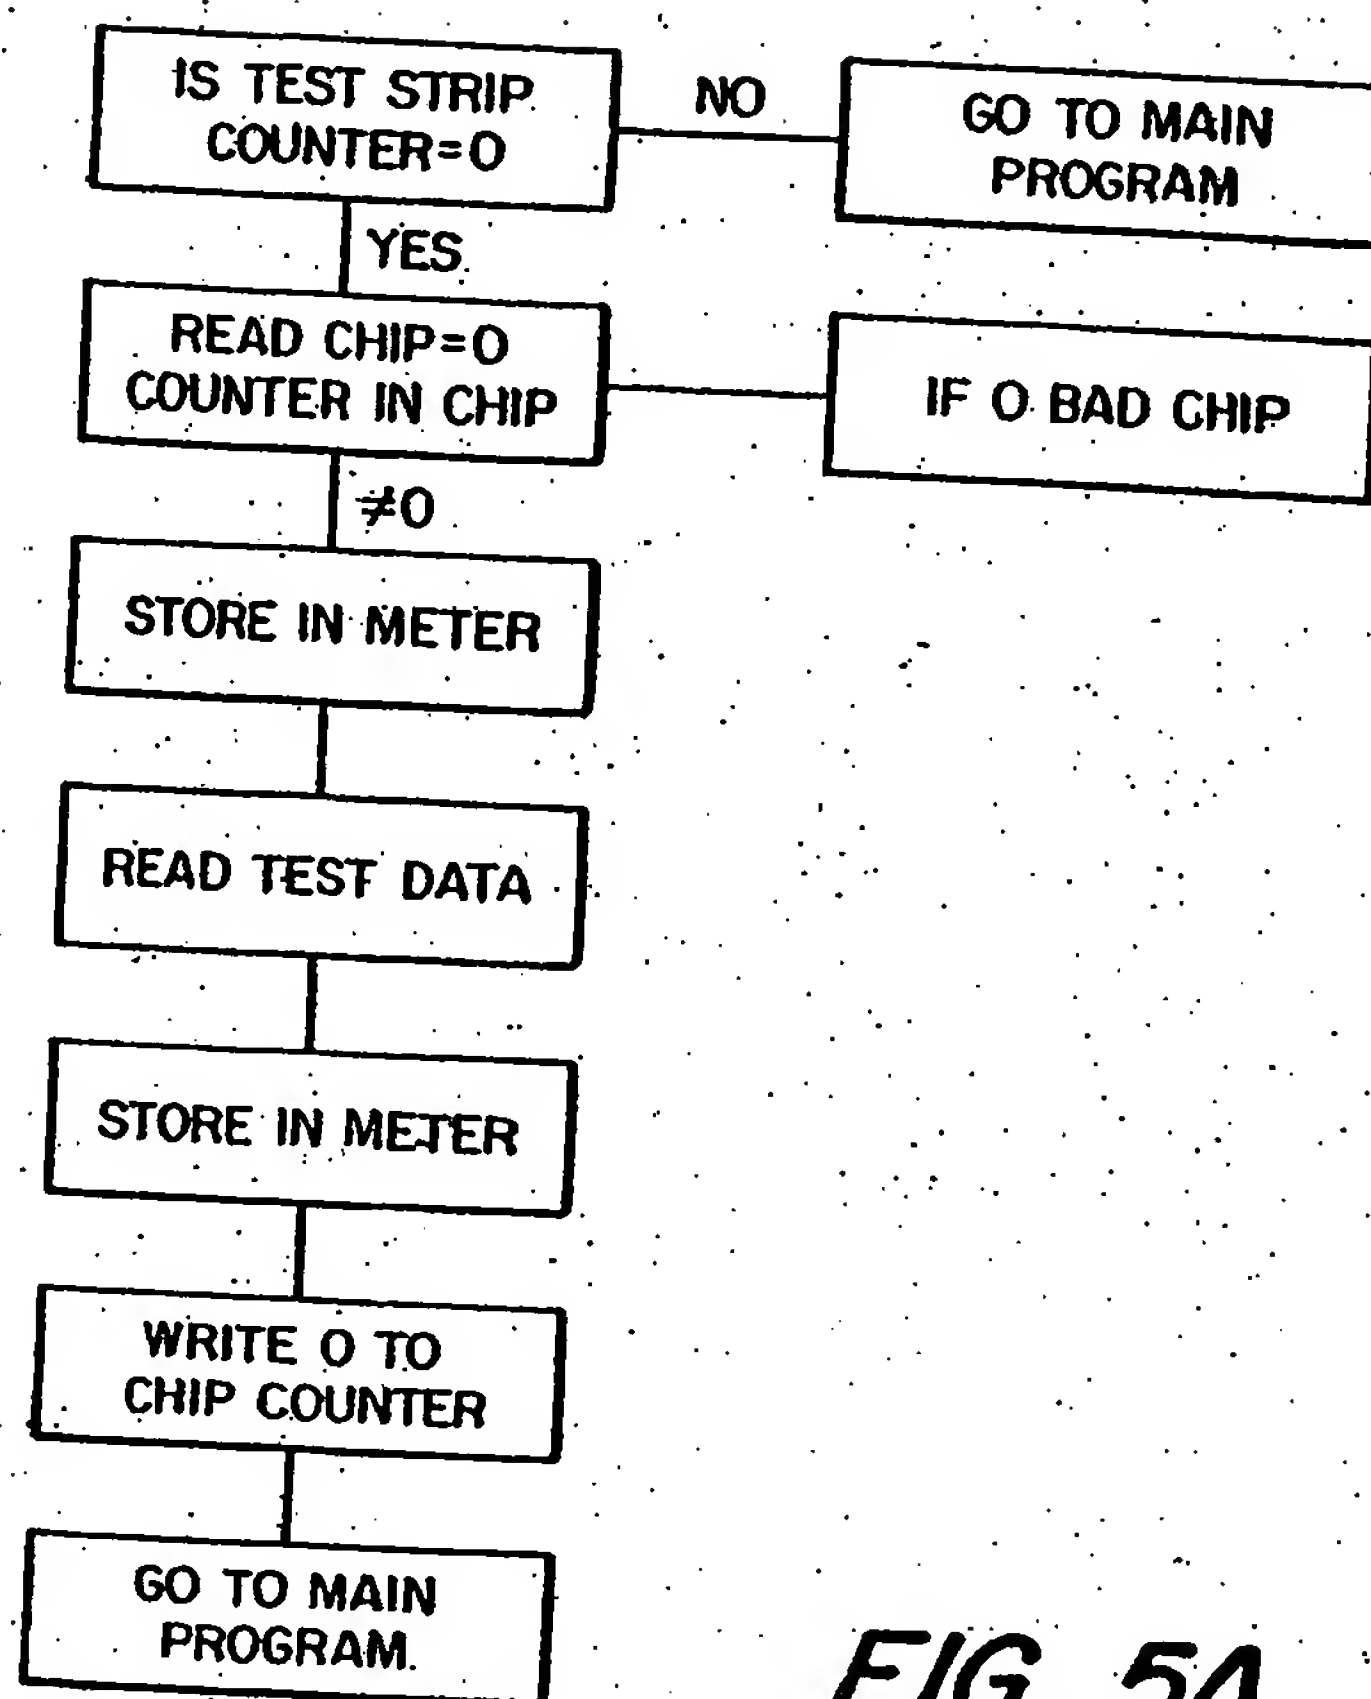 IS TEST STRIP
COUNTER=0
NO
GO TO MAIN
PROGRAM
YES
READ CHIP=0
COUNTER IN CHIP
IF 0 BAD CHIP
≠0
STORE IN METER
READ TEST DATA
STORE IN METER
WRITE 0 TO
CHIP COUNTER
GO TO MAIN
PROGRAM
FIG. 5A